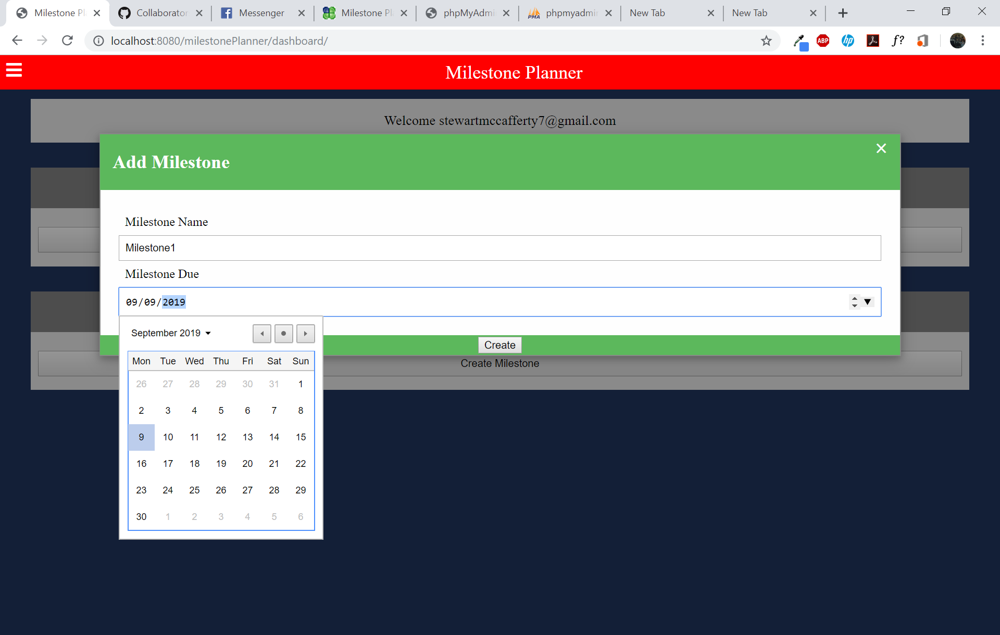 Milestone Pl
Collaborator
Messenger
Milestone Pl
phpMyAdmi
phpmyadmin
New Tab
New Tab
localhost:8080/milestonePlanner/dashboard/
ABP
hp
f?
Milestone Planner
Welcome stewartmccafferty7@gmail.com
Add Milestone
Milestone Name
Milestone1
Milestone Due
09/09/2019
September 2019
Mon Tue Wed Thu Fri Sat Sun
26 27 28 29 30 31 1
2 3 4 5 6 7 8
9 10 11 12 13 14 15
16 17 18 19 20 21 22
23 24 25 26 27 28 29
30 1 2 3 4 5 6
Create
Create Milestone
PMA